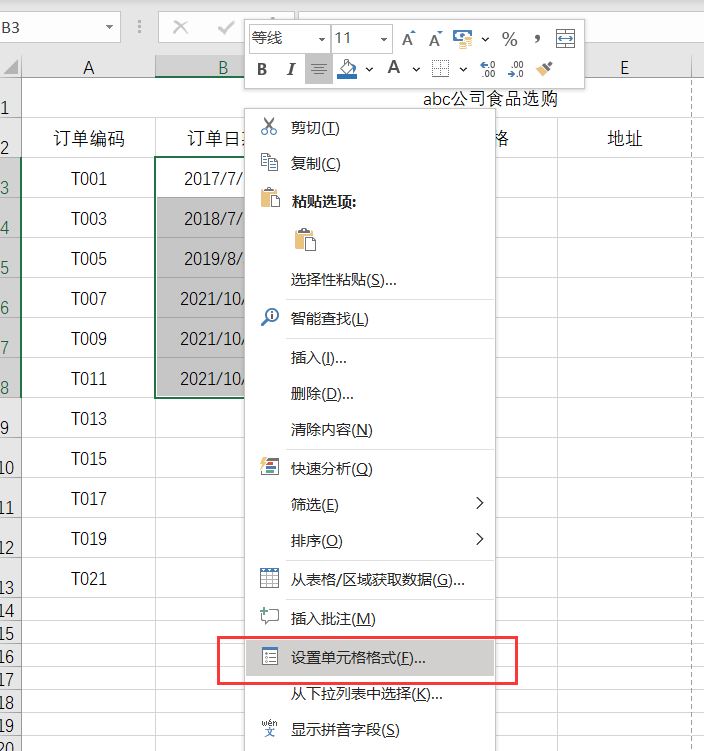 B3
等线 11
% ,
B I A .00 .0 .00 .0
A B E
1 abc公司食品选购
2 订单编码 订单日 格 地址
3 T001 2017/7/
4 T003 2018/7/
5 T005 2019/8/
6 T007 2021/10/
7 T009 2021/10/
8 T011 2021/10/
9 T013
10 T015
11 T017
12 T019
13 T021
14
15
16
17
18
19
20
剪切(T)
复制(C)
粘贴选项:
选择性粘贴(S)...
智能查找(L)
插入(I)...
删除(D)...
清除内容(N)
快速分析(Q)
筛选(E)
排序(O)
从表格/区域获取数据(G)...
插入批注(M)
设置单元格格式(F)...
从下拉列表中选择(K)...
wén 文 显示拼音字段(S)